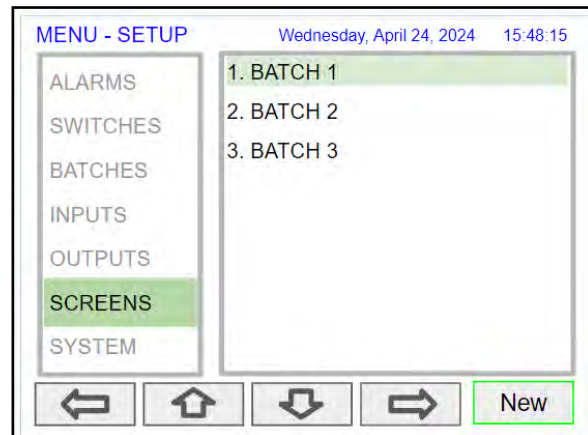 MENU - SETUP Wednesday, April 24, 2024 15:48:15
ALARMS
SWITCHES
BATCHES
INPUTS
OUTPUTS
SCREENS
SYSTEM
1. BATCH 1
2. BATCH 2
3. BATCH 3
New